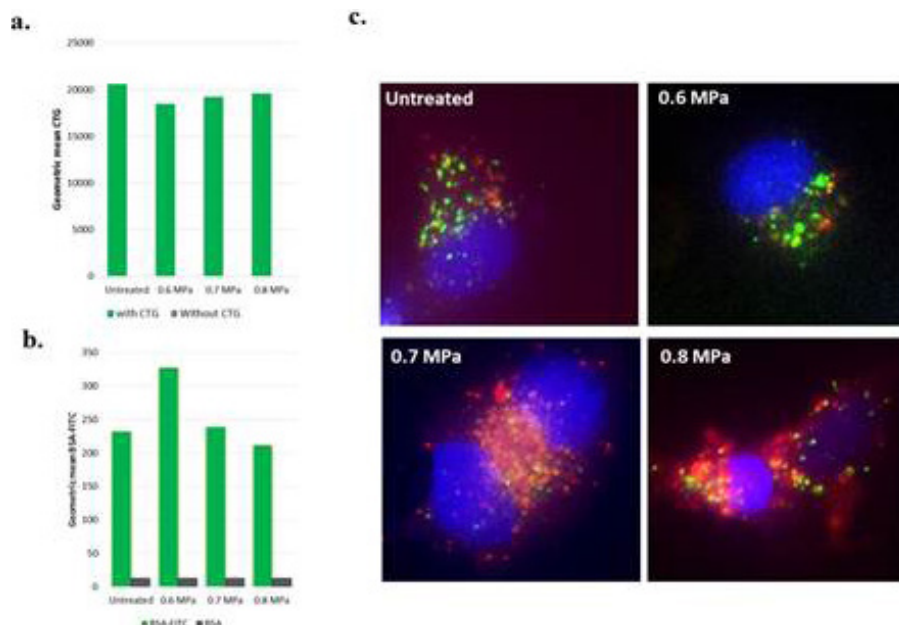 a.
25000
20000
15000
10000
5000
0
Geometric mean CTG
Untreated 0.6 MPa 0.7 MPa 0.8 MPa
with CTG Without CTG
b.
350
300
250
200
150
100
50
0
Geometric mean BSA-FITC
Untreated 0.6 MPa 0.7 MPa 0.8 MPa
BSA-FITC BSA
c.
Untreated
0.6 MPa
0.7 MPa
0.8 MPa